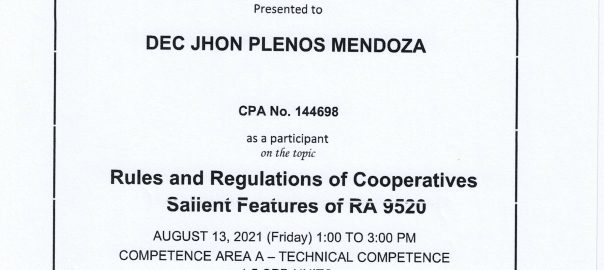 Presented to
DEC JHON PLENOS MENDOZA
CPA No. 144698
as a participant
on the topic
Rules and Regulations of Cooperatives
Salient Features of RA 9520
AUGUST 13, 2021 (Friday) 1:00 TO 3:00 PM
COMPETENCE AREA A – TECHNICAL COMPETENCE